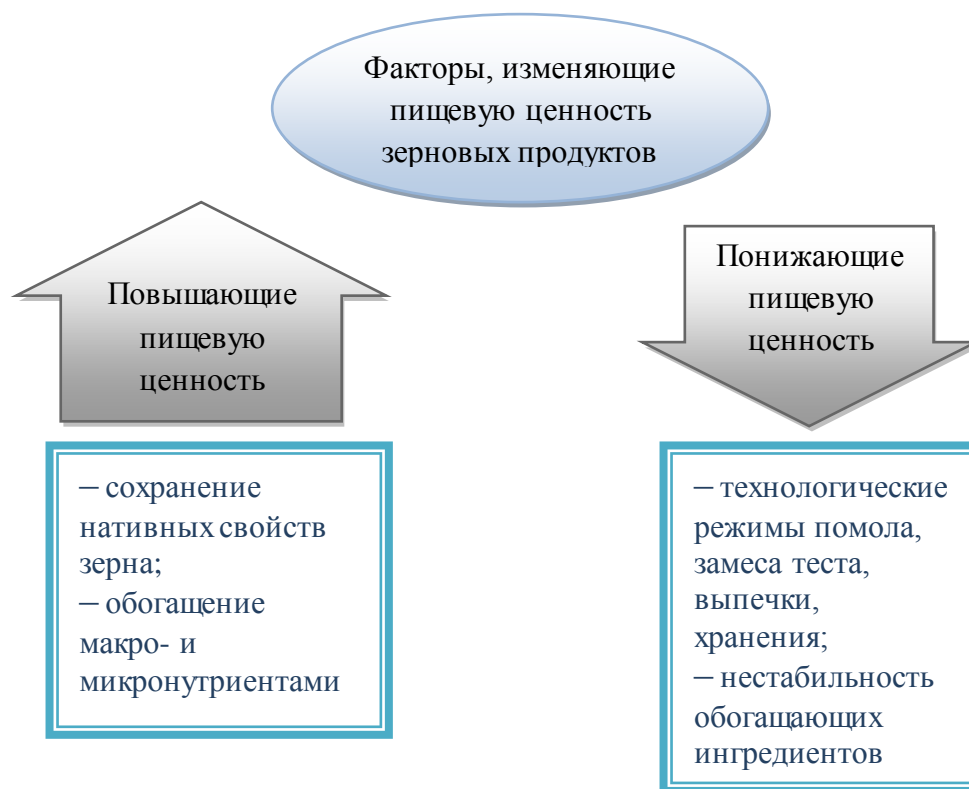 Факторы, изменяющие
пищевую ценность
зерновых продуктов
Повышающие
пищевую
ценность
Понижающие
пищевую
ценность
– сохранение
нативных свойств
зерна;
– обогащение
макро- и
микронутриентами
– технологические
режимы помола,
замеса теста,
выпечки,
хранения;
– нестабильность
обогащающих
ингредиентов